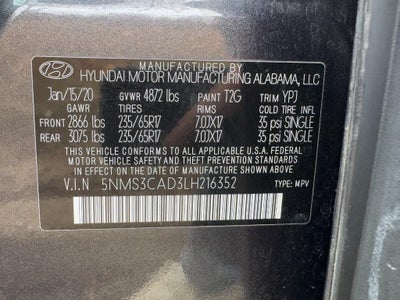 MANUFACTURED BY
HYUNDAI MOTOR MANUFACTURING ALABAMA, LLC
Jan/15/20 GVWR 4872 lbs PAINT T2G TRIM YPJ
GAWR TIRES RIMS COLD TIRE INFL.
FRONT 2866 lbs 235/65R17 7.0JX17 35 psi SINGLE
REAR 3075 lbs 235/65R17 7.0JX17 35 psi SINGLE
THIS VEHICLE CONFORMS TO ALL APPLICABLE U.S.A. FEDERAL
MOTOR VEHICLE SAFETY, BUMPER, AND THEFT PREVENTION STANDARDS
IN EFFECT ON THE DATE OF MANUFACTURE SHOWN ABOVE.
V.I.N 5NMS3CAD3LH216352
TYPE: MPV